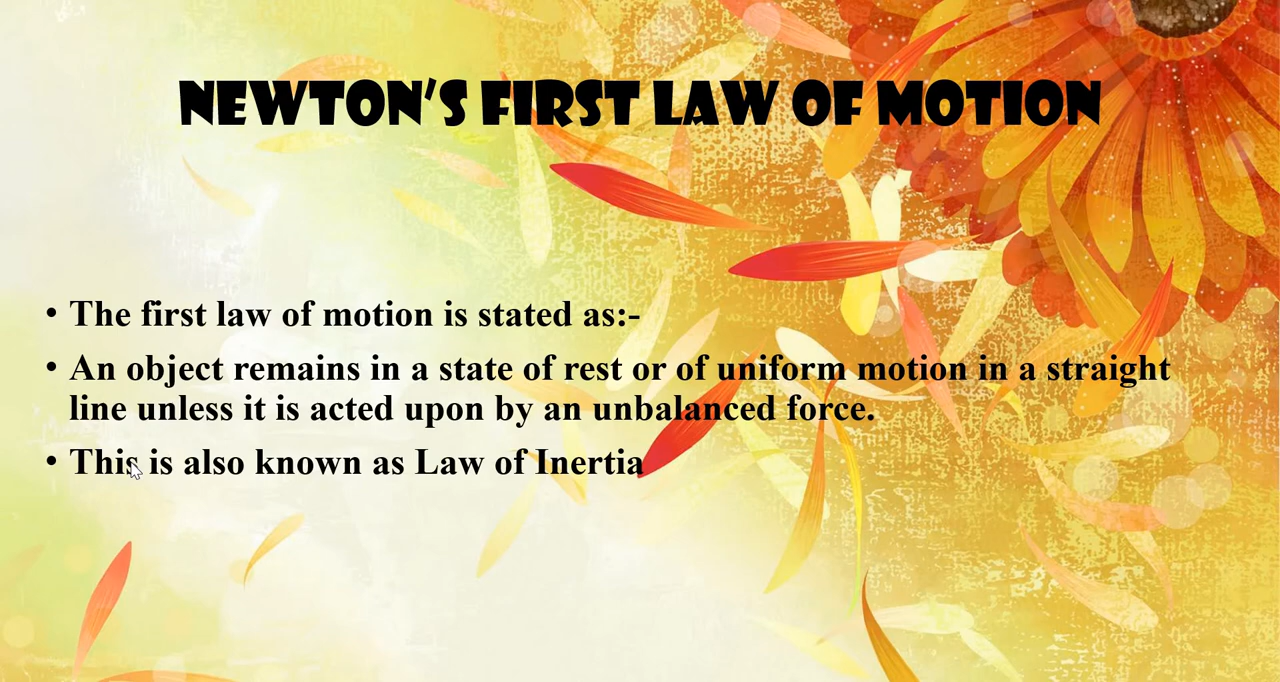 NEWTON'S FIRST LAW OF MOTION
• The first law of motion is stated as:-
• An object remains in a state of rest or of uniform motion in a straight
line unless it is acted upon by an unbalanced force.
• This is also known as Law of Inertia